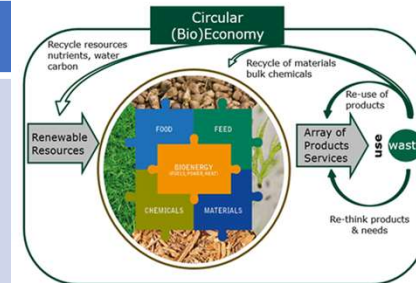 Circular
(Bio)Economy
Recycle resources
nutrients, water
carbon
Recycle of materials
bulk chemicals
Re-use of
products
Renewable
Resources
FOOD
FEED
BIOENERGY
(FUELS, POWER, HEAT)
CHEMICALS
MATERIALS
Array of
Products
Services
use
wast
Re-think products
& needs